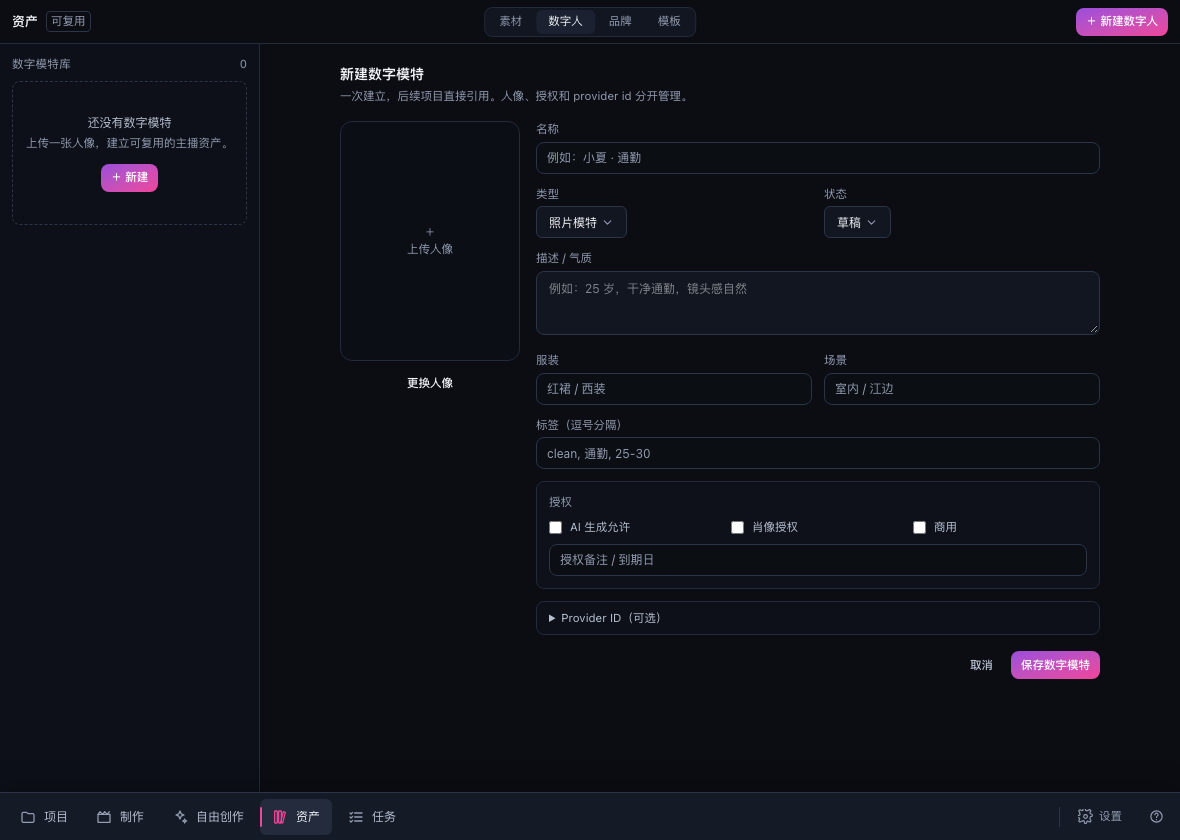 资产 可复用
素材 数字人 品牌 模板
+ 新建数字人
数字模特库 0
还没有数字模特
上传一张人像，建立可复用的主播资产。
+ 新建
新建数字模特
一次建立，后续项目直接引用。人像、授权和 provider id 分开管理。
+
上传人像
更换人像
名称
例如：小夏 · 通勤
类型 状态
照片模特 草稿
描述 / 气质
例如：25 岁，干净通勤，镜头感自然
服装 场景
红裙 / 西装 室内 / 江边
标签（逗号分隔）
clean, 通勤, 25-30
授权
AI 生成允许 肖像授权 商用
授权备注 / 到期日
Provider ID（可选）
取消 保存数字模特
项目 制作 自由创作 资产 任务 设置